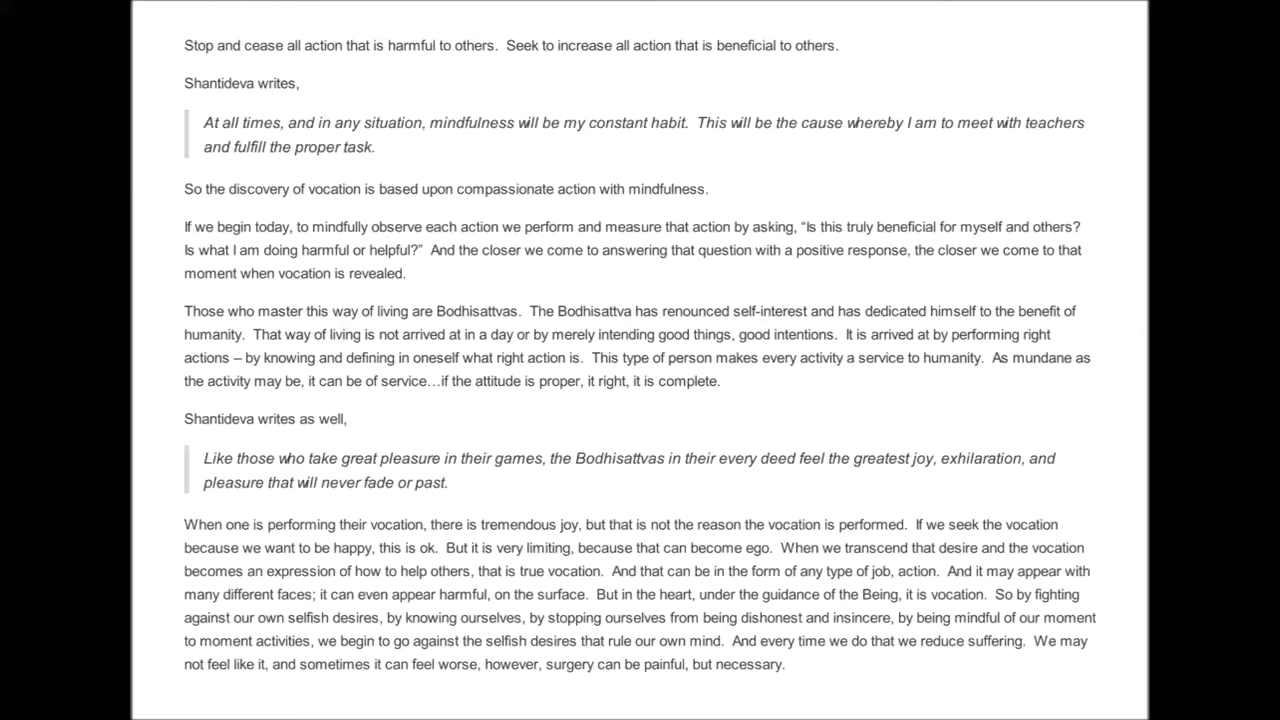 Stop and cease all action that is harmful to others.  Seek to increase all action that is beneficial to others.
Shantideva writes,
At all times, and in any situation, mindfulness will be my constant habit.  This will be the cause whereby I am to meet with teachers
and fulfill the proper task.
So the discovery of vocation is based upon compassionate action with mindfulness.
If we begin today, to mindfully observe each action we perform and measure that action by asking, “Is this truly beneficial for myself and others?
Is what I am doing harmful or helpful?”  And the closer we come to answering that question with a positive response, the closer we come to that
moment when vocation is revealed.
Those who master this way of living are Bodhisattvas.  The Bodhisattva has renounced self-interest and has dedicated himself to the benefit of
humanity.  That way of living is not arrived at in a day or by merely intending good things, good intentions.  It is arrived at by performing right
actions – by knowing and defining in oneself what right action is.  This type of person makes every activity a service to humanity.  As mundane as
the activity may be, it can be of service…if the attitude is proper, it right, it is complete.
Shantideva writes as well,
Like those who take great pleasure in their games, the Bodhisattvas in their every deed feel the greatest joy, exhilaration, and
pleasure that will never fade or past.
When one is performing their vocation, there is tremendous joy, but that is not the reason the vocation is performed.  If we seek the vocation
because we want to be happy, this is ok.  But it is very limiting, because that can become ego.  When we transcend that desire and the vocation
becomes an expression of how to help others, that is true vocation.  And that can be in the form of any type of job, action.  And it may appear with
many different faces; it can even appear harmful, on the surface.  But in the heart, under the guidance of the Being, it is vocation.  So by fighting
against our own selfish desires, by knowing ourselves, by stopping ourselves from being dishonest and insincere, by being mindful of our moment
to moment activities, we begin to go against the selfish desires that rule our own mind.  And every time we do that we reduce suffering.  We may
not feel like it, and sometimes it can feel worse, however, surgery can be painful, but necessary.